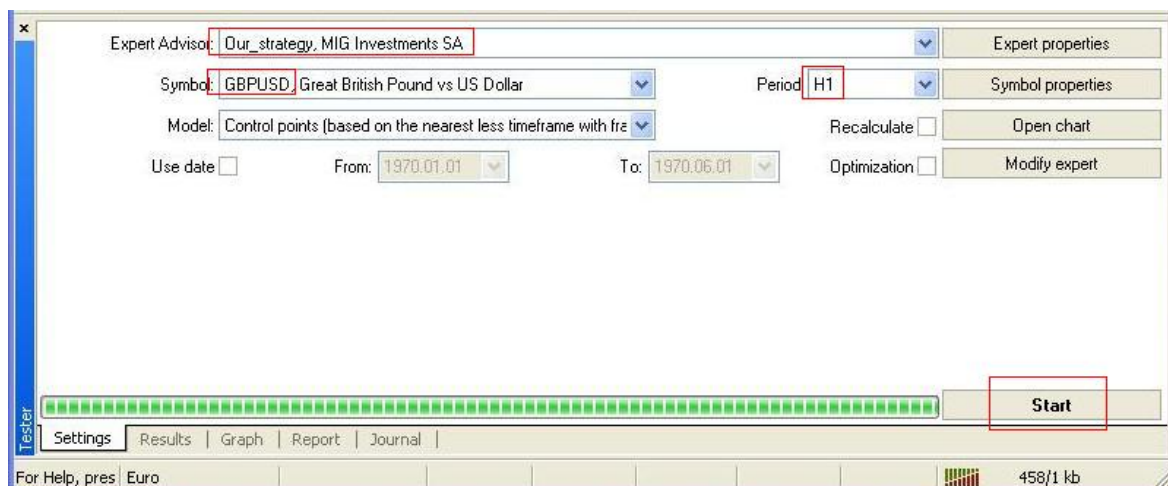 x
Expert Advisor: Our_strategy, MIG Investments SA Expert properties
Symbol: GBPUSD, Great British Pound vs US Dollar Period H1 Symbol properties
Model: Control points (based on the nearest less timeframe with fra Recalculate Open chart
Use date From: 1970.01.01 To: 1970.06.01 Optimization Modify expert
Start
Tester
Settings | Results | Graph | Report | Journal |
For Help, pres Euro 458/1 kb